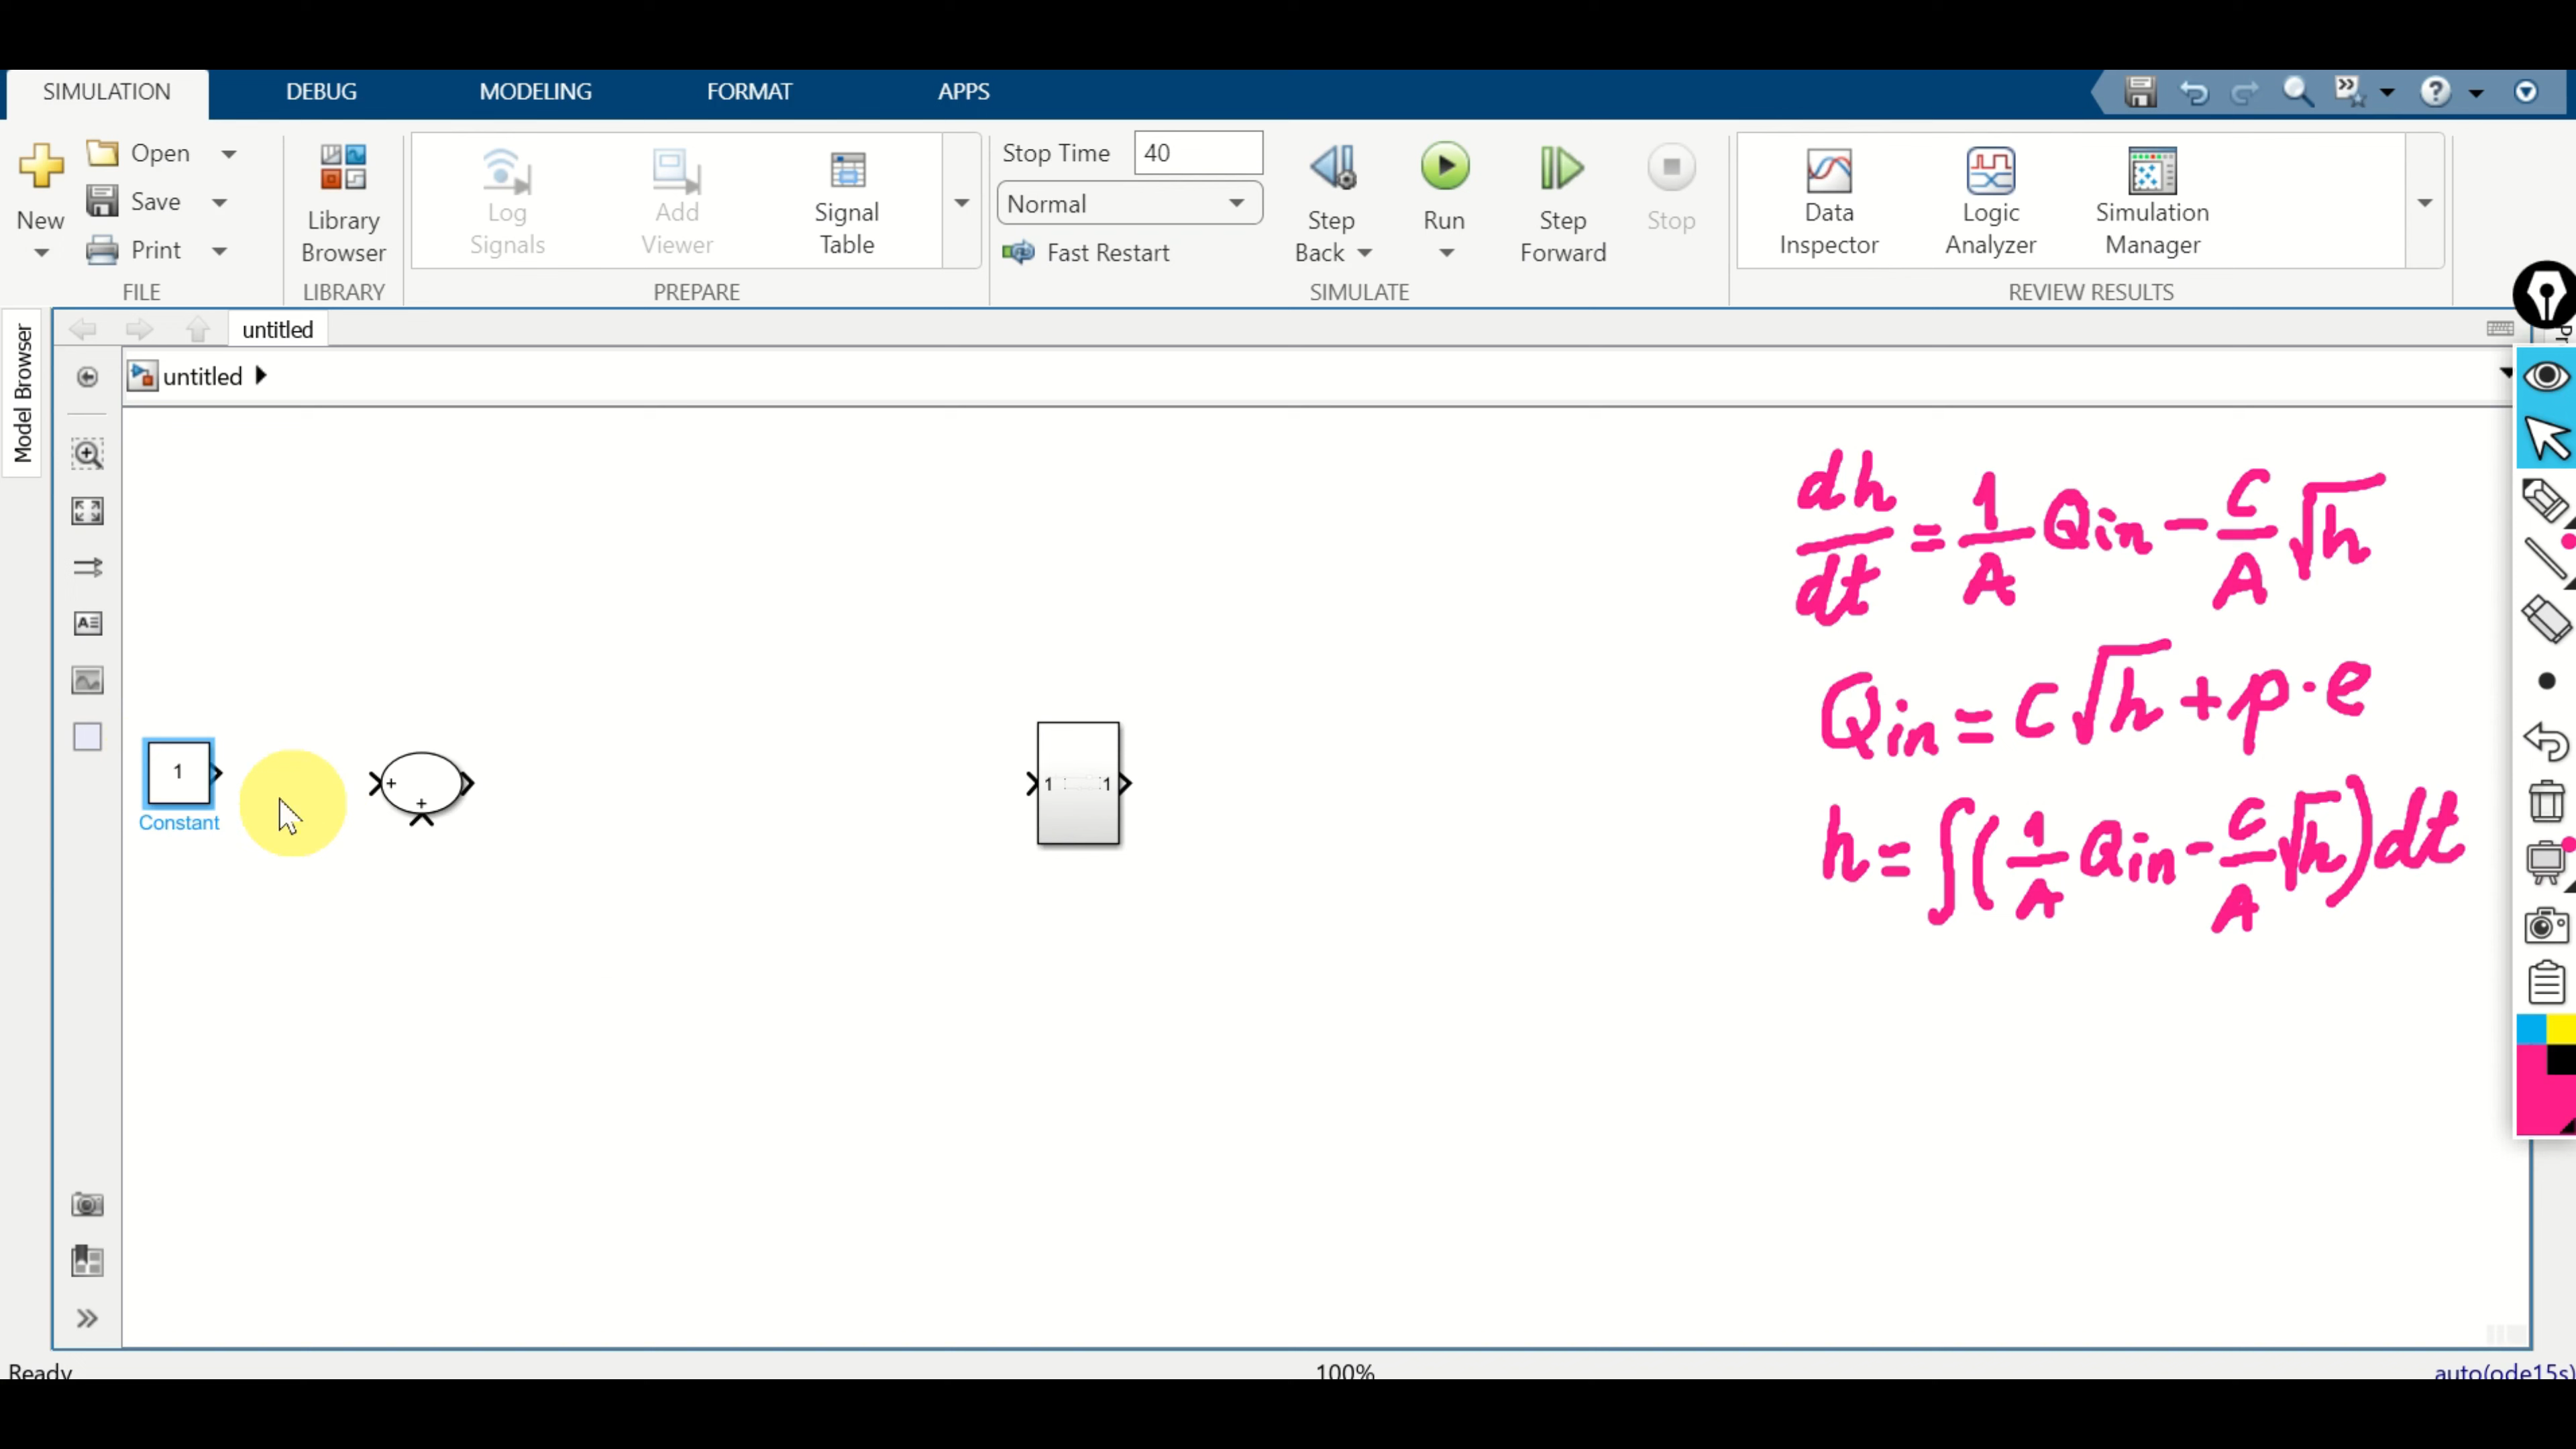 SIMULATION DEBUG MODELING FORMAT APPS
New
Open
Save
Print
FILE
Library Browser
LIBRARY
Log Signals
Add Viewer
Signal Table
PREPARE
Stop Time 40
Normal
Fast Restart
Step Back
Run
Step Forward
Stop
SIMULATE
Data Inspector
Logic Analyzer
Simulation Manager
REVIEW RESULTS
Model Browser
untitled
untitled
dh/dt = 1/A Qin - c/A √h
Qin = c√h + p·e
h = ∫(1/A Qin - c/A √h)dt
1
Constant
+
+
1 1
Ready 100% auto(ode15s)